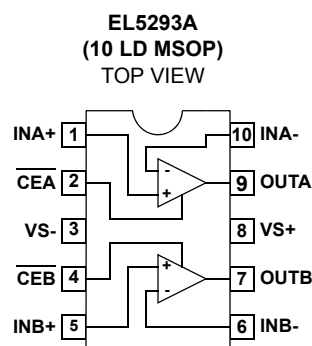 EL5293A
(10 LD MSOP)
TOP VIEW
INA+ 1 10 INA-
CEA 2 9 OUTA
VS- 3 8 VS+
CEB 4 7 OUTB
INB+ 5 6 INB-
- +
+ -